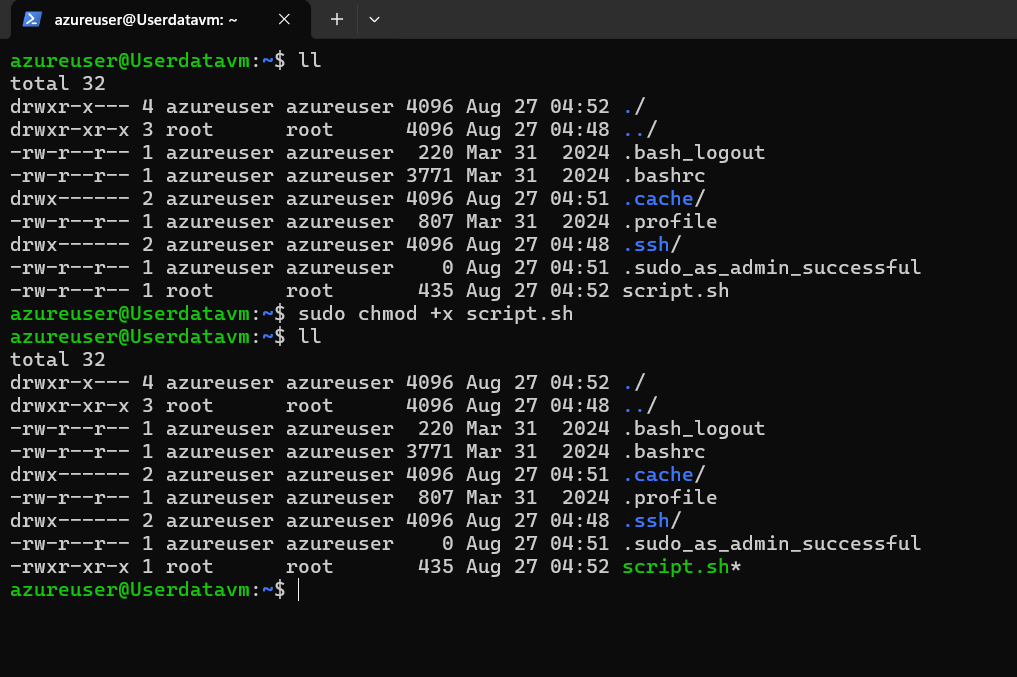 azureuser@Userdatavm: ~
azureuser@Userdatavm:~$ ll
total 32
drwxr-x--- 4 azureuser azureuser 4096 Aug 27 04:52 ./
drwxr-xr-x 3 root      root      4096 Aug 27 04:48 ../
-rw-r--r-- 1 azureuser azureuser  220 Mar 31  2024 .bash_logout
-rw-r--r-- 1 azureuser azureuser 3771 Mar 31  2024 .bashrc
drwx------ 2 azureuser azureuser 4096 Aug 27 04:51 .cache/
-rw-r--r-- 1 azureuser azureuser  807 Mar 31  2024 .profile
drwx------ 2 azureuser azureuser 4096 Aug 27 04:48 .ssh/
-rw-r--r-- 1 azureuser azureuser    0 Aug 27 04:51 .sudo_as_admin_successful
-rw-r--r-- 1 root      root       435 Aug 27 04:52 script.sh
azureuser@Userdatavm:~$ sudo chmod +x script.sh
azureuser@Userdatavm:~$ ll
total 32
drwxr-x--- 4 azureuser azureuser 4096 Aug 27 04:52 ./
drwxr-xr-x 3 root      root      4096 Aug 27 04:48 ../
-rw-r--r-- 1 azureuser azureuser  220 Mar 31  2024 .bash_logout
-rw-r--r-- 1 azureuser azureuser 3771 Mar 31  2024 .bashrc
drwx------ 2 azureuser azureuser 4096 Aug 27 04:51 .cache/
-rw-r--r-- 1 azureuser azureuser  807 Mar 31  2024 .profile
drwx------ 2 azureuser azureuser 4096 Aug 27 04:48 .ssh/
-rw-r--r-- 1 azureuser azureuser    0 Aug 27 04:51 .sudo_as_admin_successful
-rwxr-xr-x 1 root      root       435 Aug 27 04:52 script.sh*
azureuser@Userdatavm:~$